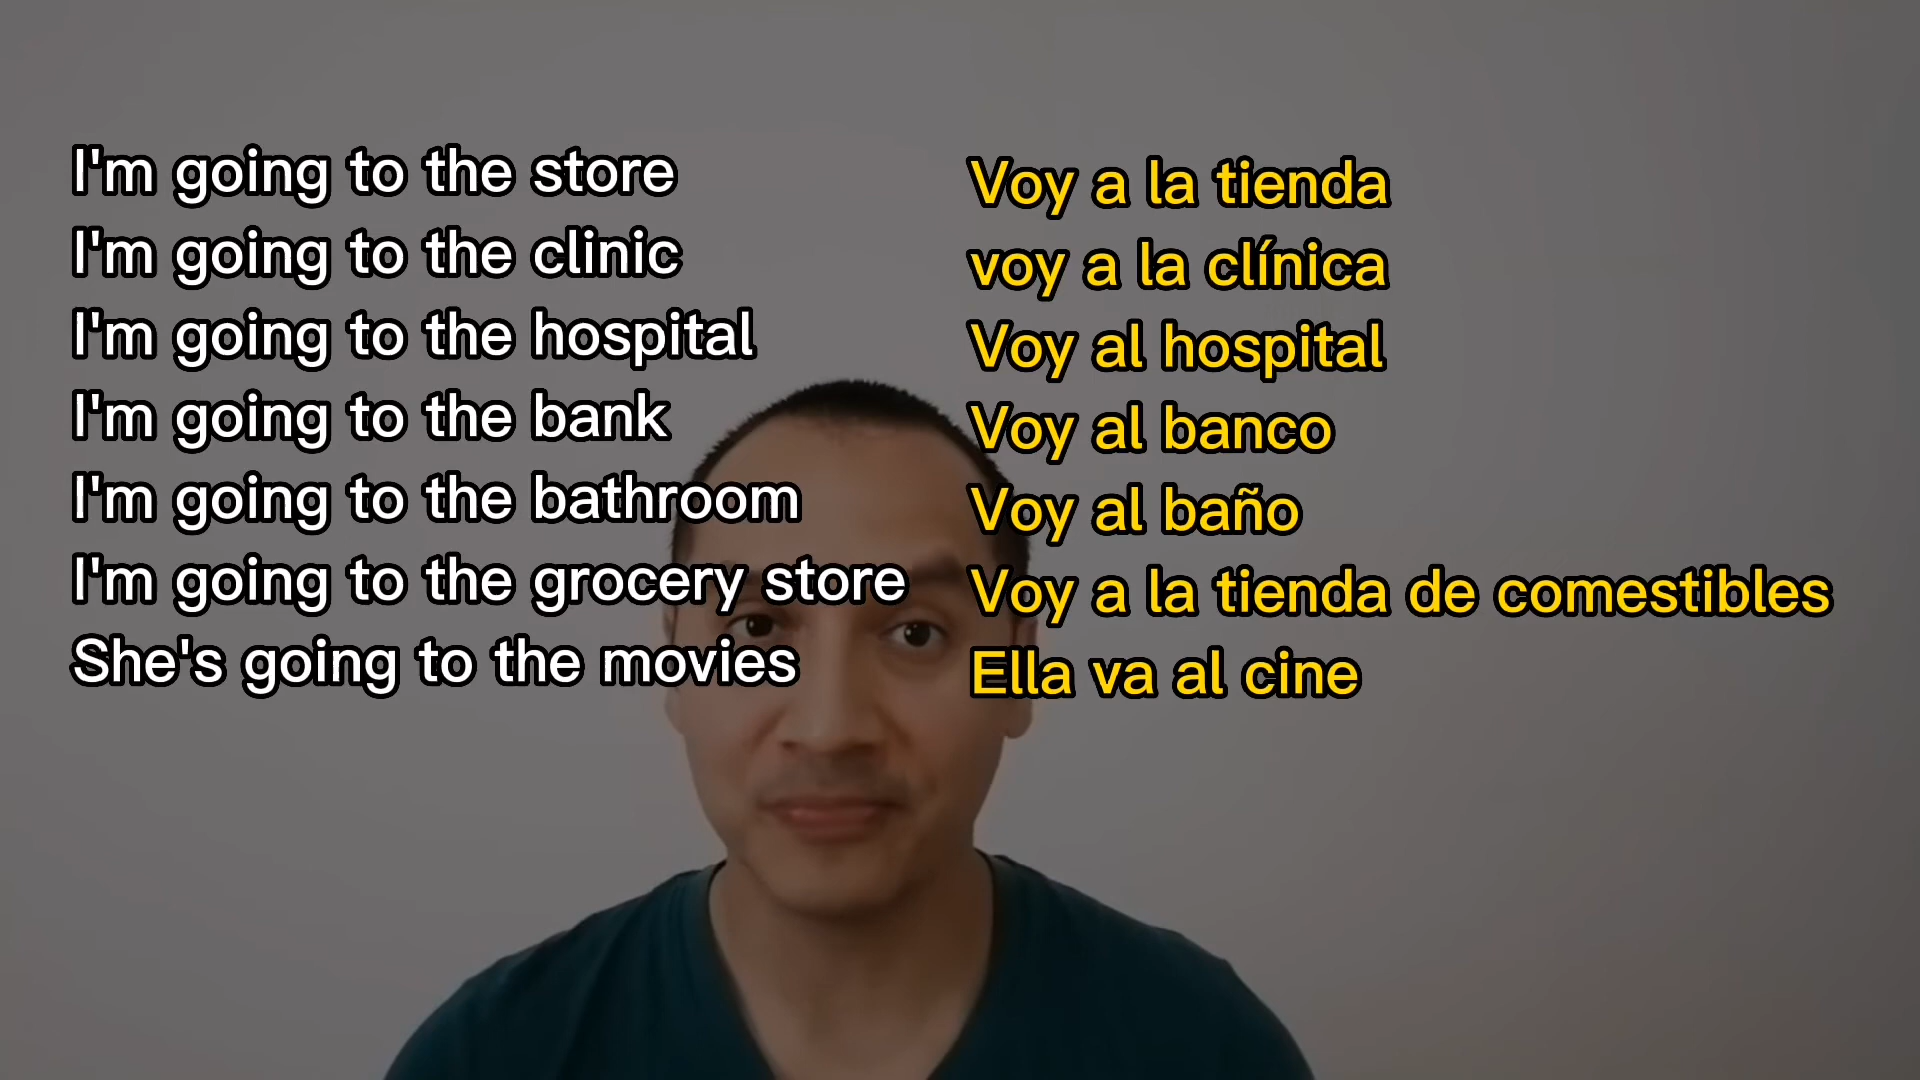 I'm going to the store
I'm going to the clinic
I'm going to the hospital
I'm going to the bank
I'm going to the bathroom
I'm going to the grocery store
She's going to the movies
Voy a la tienda
voy a la clínica
Voy al hospital
Voy al banco
Voy al baño
Voy a la tienda de comestibles
Ella va al cine